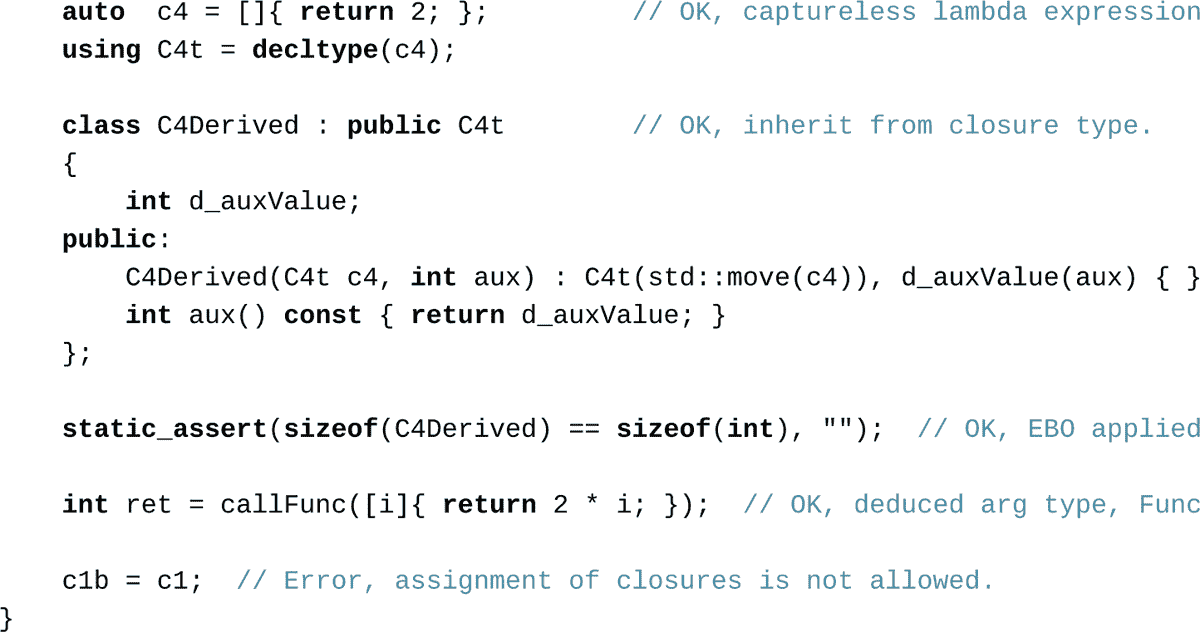 auto  c4 = []{ return 2; };         // OK, captureless lambda expression
    using C4t = decltype(c4);

    class C4Derived : public C4t        // OK, inherit from closure type.
    {
        int d_auxValue;
    public:
        C4Derived(C4t c4, int aux) : C4t(std::move(c4)), d_auxValue(aux) { }
        int aux() const { return d_auxValue; }
    };

    static_assert(sizeof(C4Derived) == sizeof(int), "");  // OK, EBO applied

    int ret = callFunc([i]{ return 2 * i; });  // OK, deduced arg type, Func

    c1b = c1;  // Error, assignment of closures is not allowed.
}